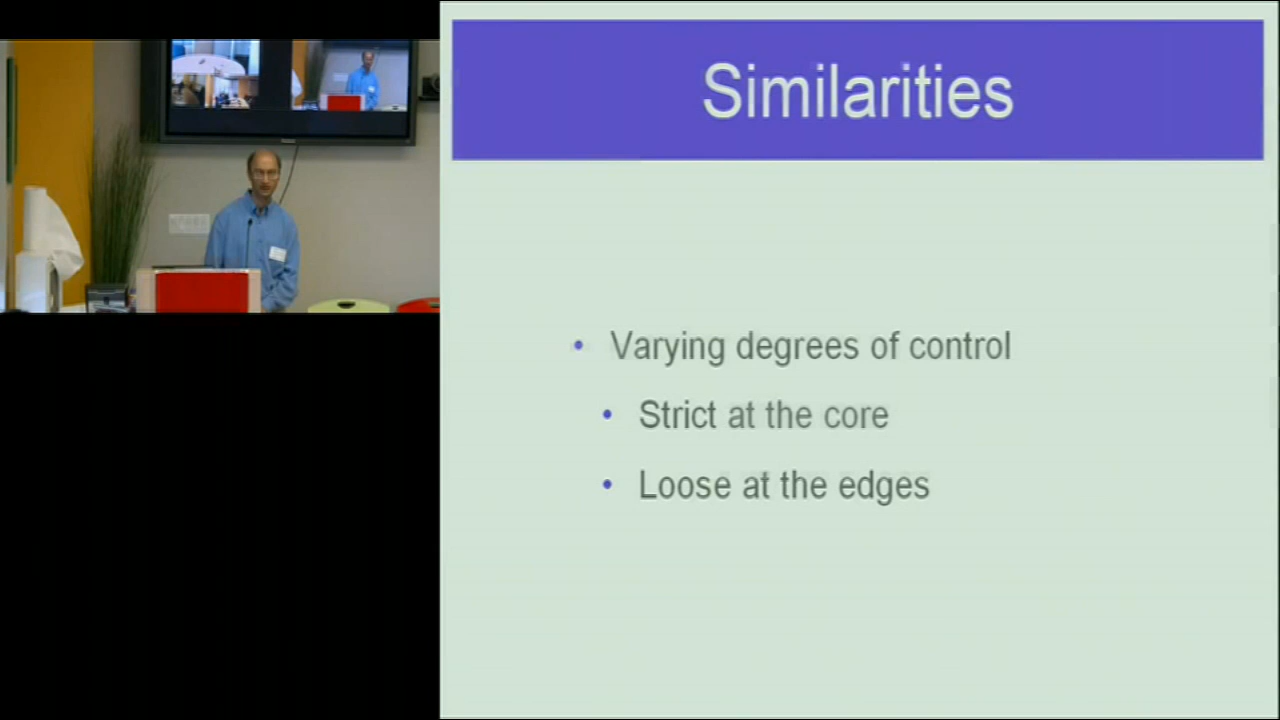 Similarities
• Varying degrees of control
• Strict at the core
• Loose at the edges